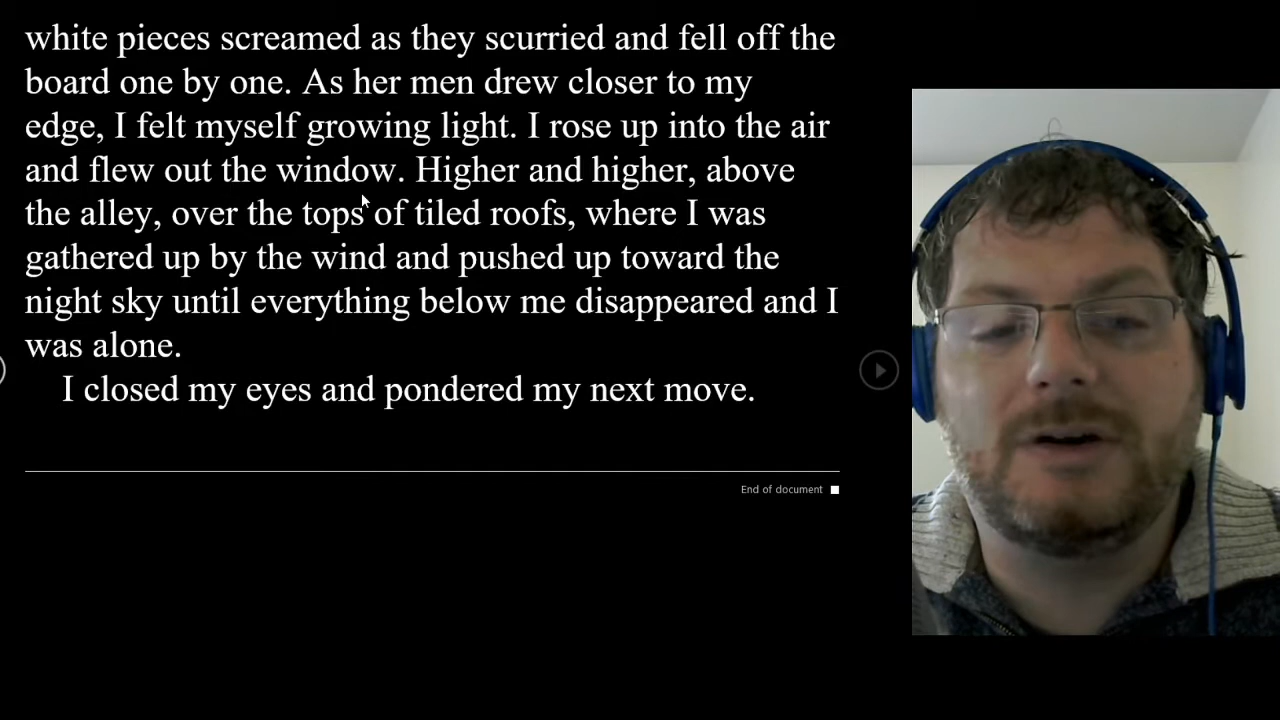 white pieces screamed as they scurried and fell off the
board one by one. As her men drew closer to my
edge, I felt myself growing light. I rose up into the air
and flew out the window. Higher and higher, above
the alley, over the tops of tiled roofs, where I was
gathered up by the wind and pushed up toward the
night sky until everything below me disappeared and I
was alone.
I closed my eyes and pondered my next move.
End of document